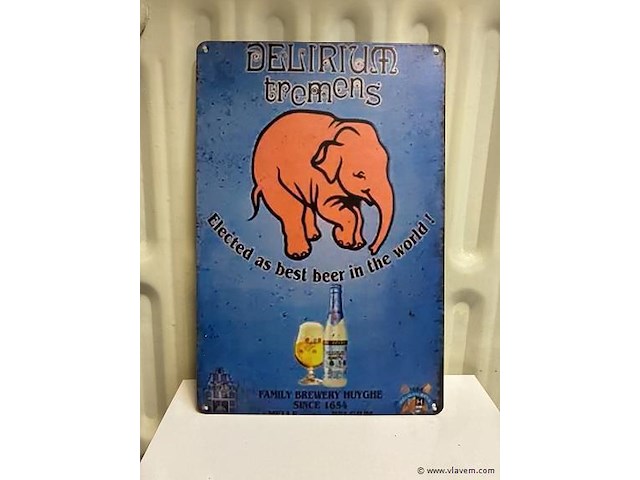 DELIRIUM
tremens
Elected as best beer in the world !
FAMILY BREWERY HUYGHE
SINCE 1654
© www.vlavem.com